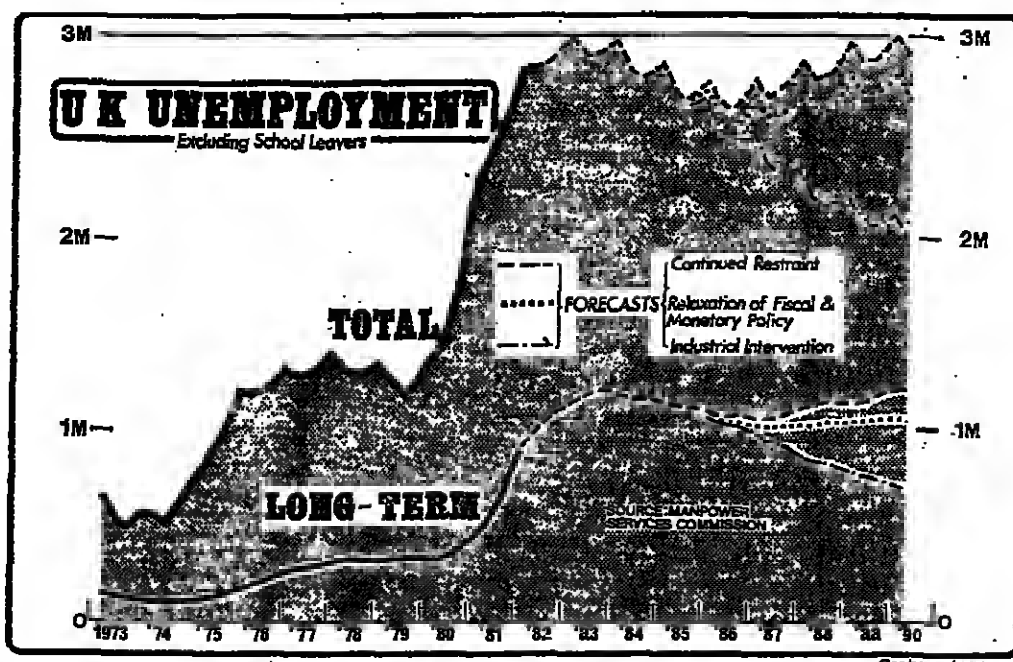 3M
3M
U K UNEMPLOYMENT
Excluding School Leavers
2M
2M
Continued Restraint
FORECASTS
Relaxation of Fiscal &
Monetary Policy
Industrial Intervention
TOTAL
1M
1M
LONG-TERM
SOURCE: MANPOWER
SERVICES COMMISSION
0
0
1973 '74 '75 '76 '77 '78 '79 '80 '81 '82 '83 '84 '85 '86 '87 '88 '88 '90